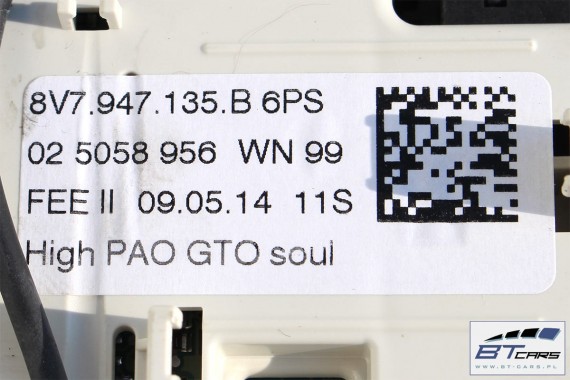 8V7.947.135.B 6PS
02 5058 956 WN 99
FEE II 09.05.14 11S
High PAO GTO soul
BTCARS
WWW.BT-CARS.PL